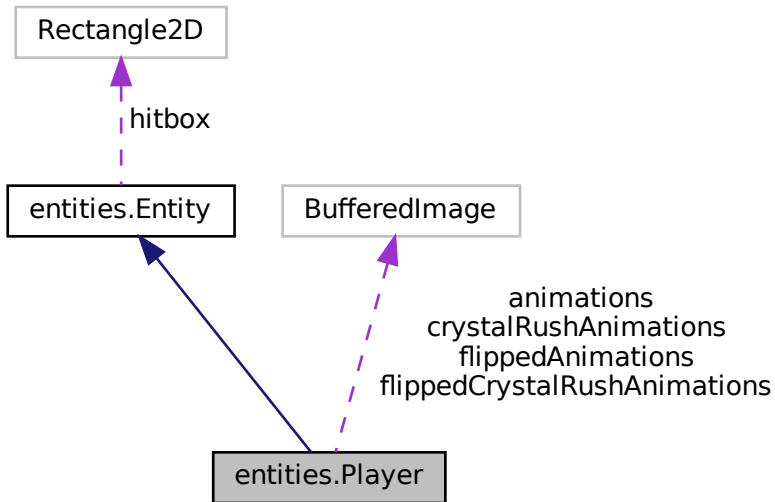 Rectangle2D
hitbox
entities.Entity
BufferedImage
animations
crystalRushAnimations
flippedAnimations
flippedCrystalRushAnimations
entities.Player